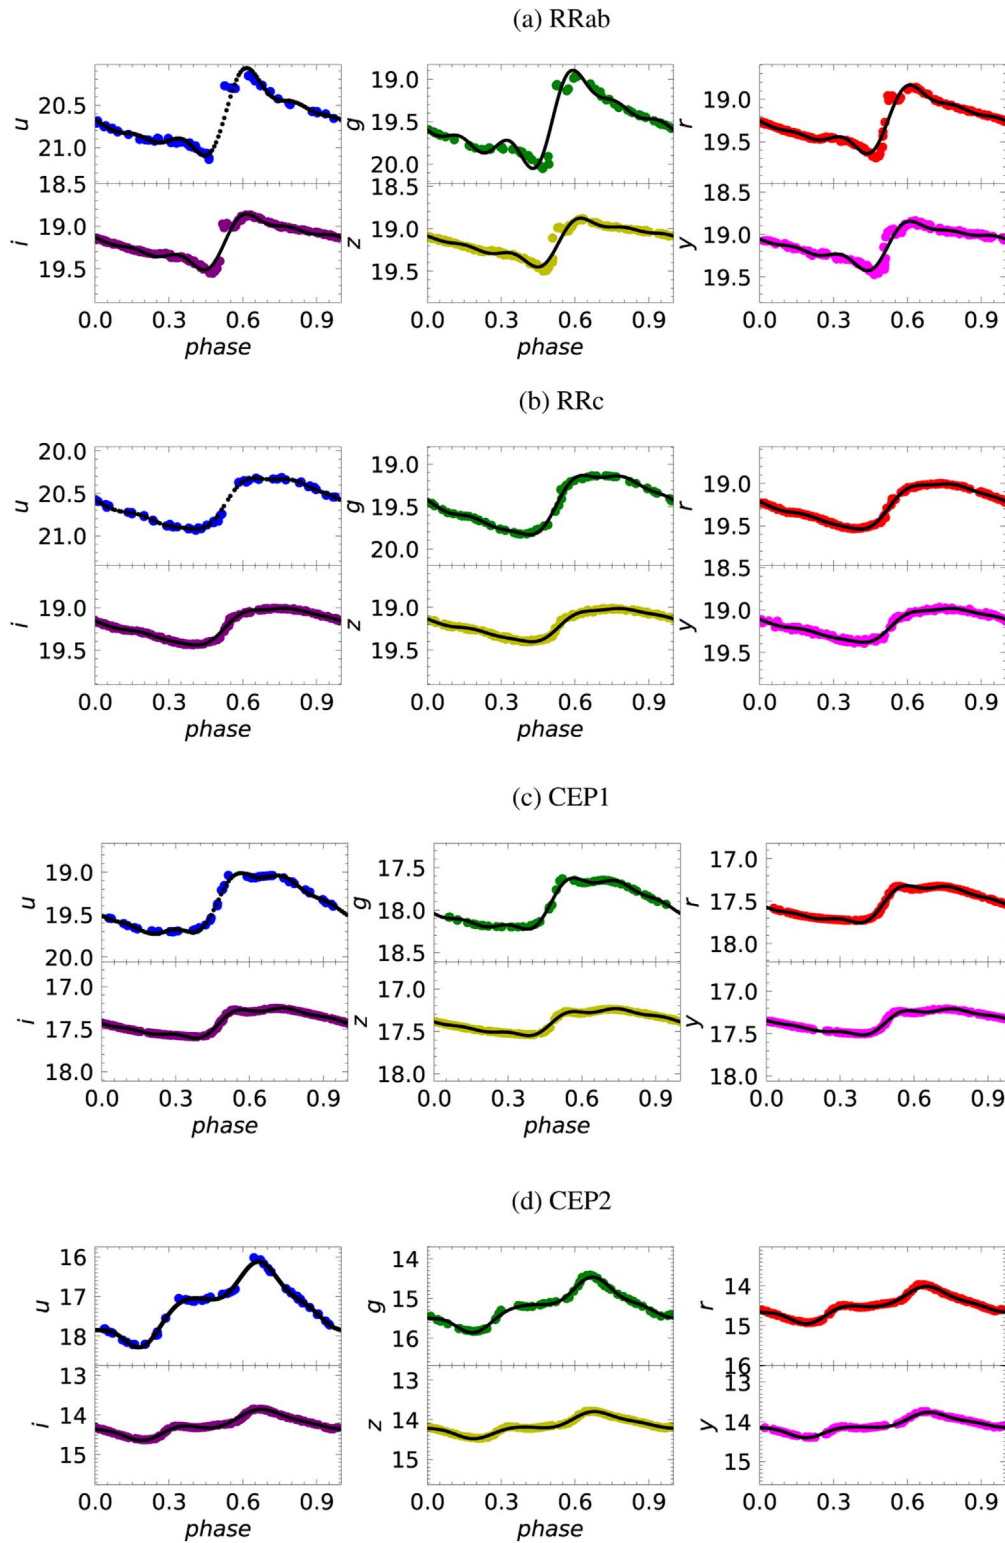 (a) RRab
u 20.5 21.0
g 19.0 19.5 20.0
r 19.0 19.5
i 18.5 19.0 19.5
z 18.5 19.0 19.5
y 18.5 19.0 19.5
0.0 0.3 0.6 0.9 0.0 0.3 0.6 0.9 0.0 0.3 0.6 0.9
phase phase phase
(b) RRc
u 20.0 20.5 21.0
g 19.0 19.5 20.0
r 19.0 19.5
i 19.0 19.5
z 19.0 19.5
y 18.5 19.0 19.5
0.0 0.3 0.6 0.9 0.0 0.3 0.6 0.9 0.0 0.3 0.6 0.9
phase phase phase
(c) CEP1
u 19.0 19.5 20.0
g 17.5 18.0 18.5
r 17.0 17.5 18.0
i 17.0 17.5 18.0
z 17.0 17.5 18.0
y 17.0 17.5 18.0
0.0 0.3 0.6 0.9 0.0 0.3 0.6 0.9 0.0 0.3 0.6 0.9
phase phase phase
(d) CEP2
u 16 17 18
g 14 15 16
r 14 15 16
i 13 14 15
z 13 14 15
y 13 14 15
0.0 0.3 0.6 0.9 0.0 0.3 0.6 0.9 0.0 0.3 0.6 0.9
phase phase phase